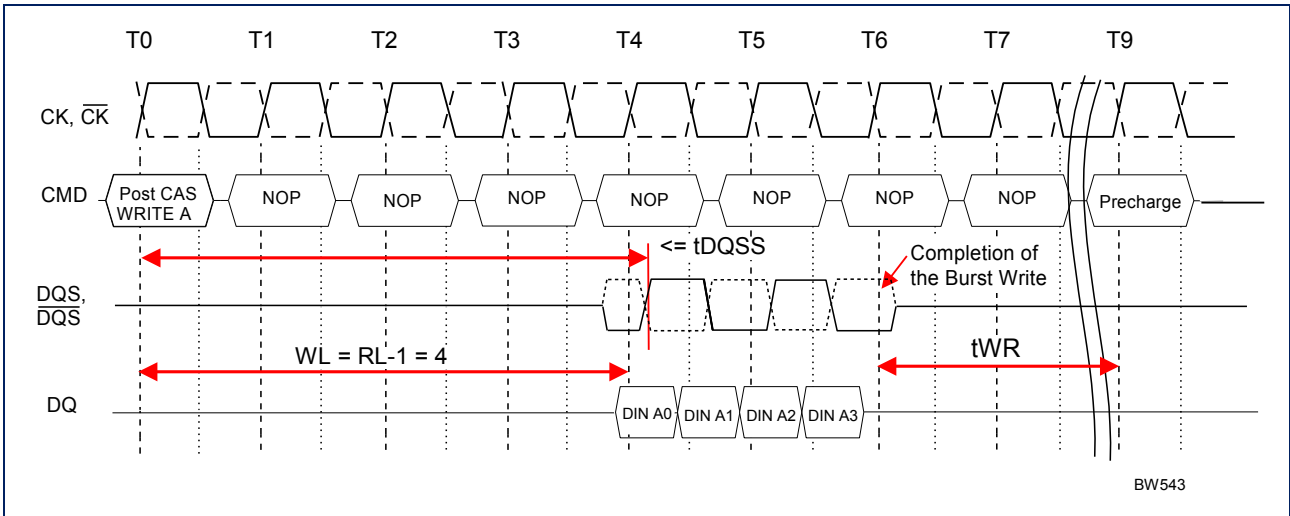 T0 T1 T2 T3 T4 T5 T6 T7 T9
CK, C̅K̅
CMD Post CAS WRITE A NOP NOP NOP NOP NOP NOP NOP Precharge
<= tDQSS
Completion of
the Burst Write
DQS,
D̅Q̅S̅
WL = RL-1 = 4
tWR
DQ DIN A0 DIN A1 DIN A2 DIN A3
BW543